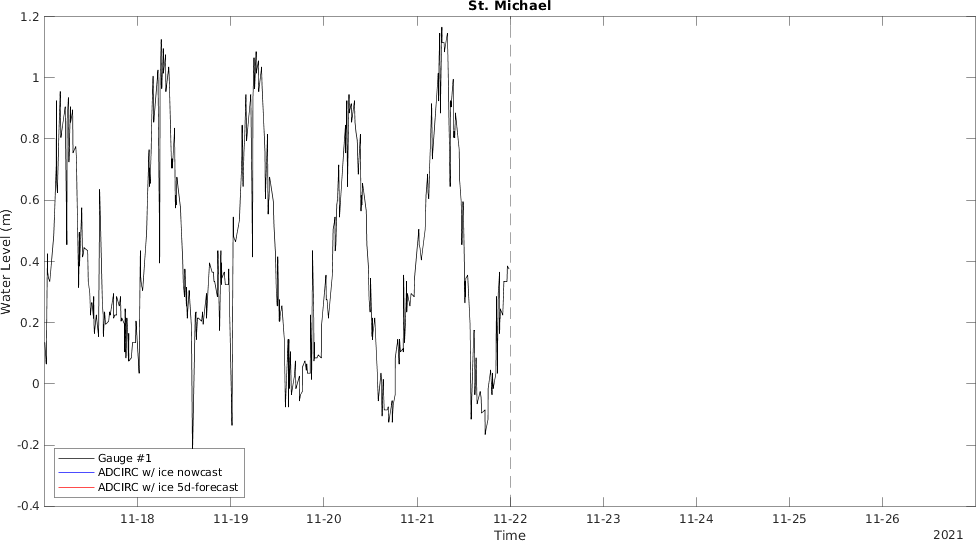 St. Michael
1.2
1
0.8
0.6
0.4
0.2
0
-0.2
-0.4
Water Level (m)
Gauge #1
ADCIRC w/ ice nowcast
ADCIRC w/ ice 5d-forecast
11-18 11-19 11-20 11-21 11-22 11-23 11-24 11-25 11-26
Time
2021